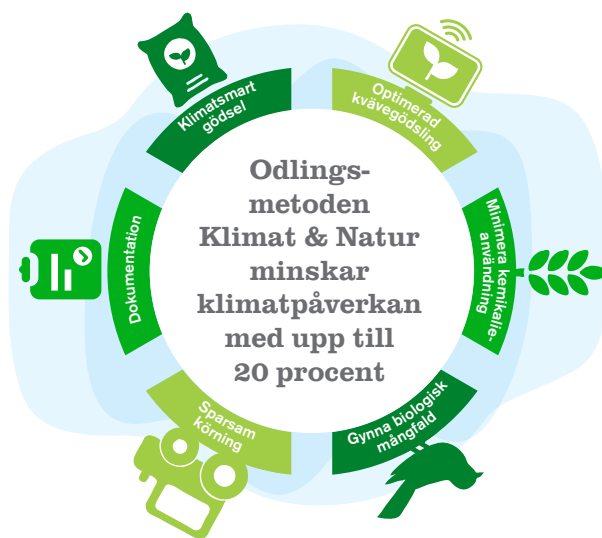 Klimatsmart
gödsel
Optimerad
kvävegödsling
Minimera kemikalie-
användning
Gynna biologisk
mångfald
Sparsam
körning
Dokumentation
Odlings-
metoden
Klimat & Natur
minskar
klimatpåverkan
med upp till
20 procent